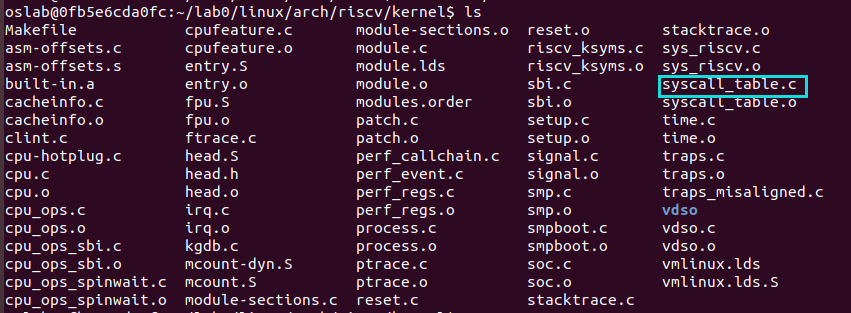 oslab@0fb5e6cda0fc:~/lab0/linux/arch/riscv/kernel$ ls
Makefile cpufeature.c module-sections.o reset.o stacktrace.o
asm-offsets.c cpufeature.o module.c riscv_ksyms.c sys_riscv.c
asm-offsets.s entry.S module.lds riscv_ksyms.o sys_riscv.o
built-in.a entry.o module.o sbi.c syscall_table.c
cacheinfo.c fpu.S modules.order sbi.o syscall_table.o
cacheinfo.o fpu.o patch.c setup.c time.c
clint.c ftrace.c patch.o setup.o time.o
cpu-hotplug.c head.S perf_callchain.c signal.c traps.c
cpu.c head.h perf_event.c signal.o traps.o
cpu.o head.o perf_regs.c smp.c traps_misaligned.c
cpu_ops.c irq.c perf_regs.o smp.o vdso
cpu_ops.o irq.o process.c smpboot.c vdso.c
cpu_ops_sbi.c kgdb.c process.o smpboot.o vdso.o
cpu_ops_sbi.o mcount-dyn.S ptrace.c soc.c vmlinux.lds
cpu_ops_spinwait.c mcount.S ptrace.o soc.o vmlinux.lds.S
cpu_ops_spinwait.o module-sections.c reset.c stacktrace.c